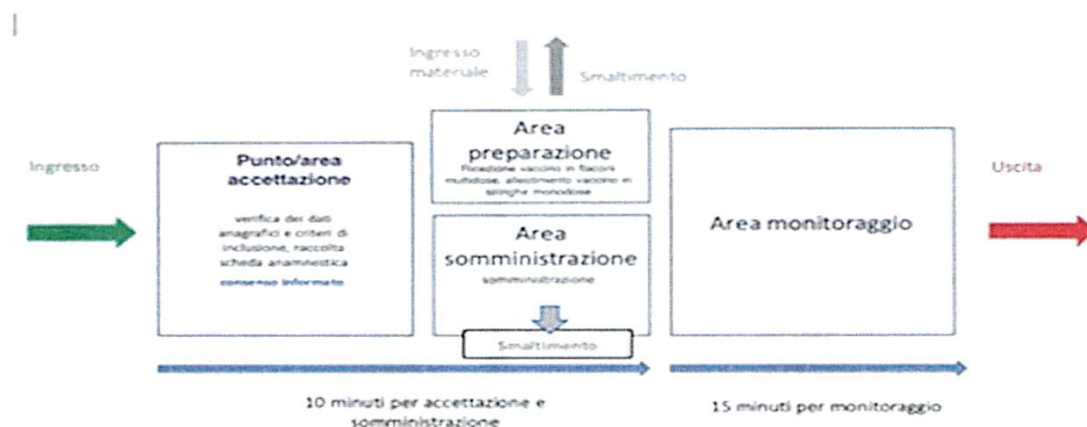 Ingresso
materiale
Smaltimento
Ingresso
Punto/area
accettazione
verifica dei dati
anagrafici e criteri di
inclusione, raccolta
scheda anamnestica
consenso informato
Area
preparazione
Ricezione vaccino in flaconi
multidose, allestimento vaccino in
siringhe monodose
Area
somministrazione
somministrazione
Smaltimento
Area monitoraggio
Uscita
10 minuti per accettazione e
somministrazione
15 minuti per monitoraggio